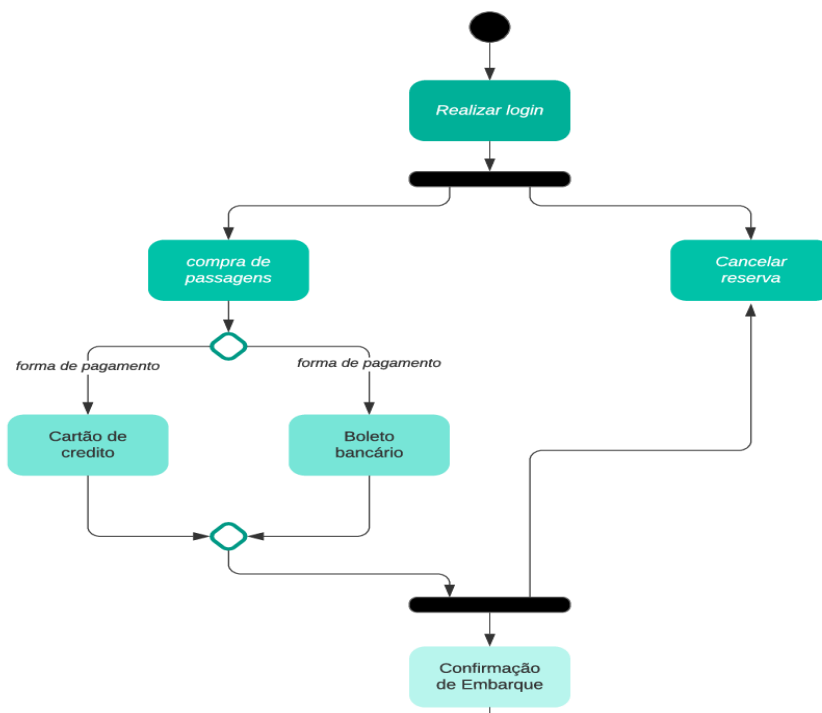 Realizar login
compra de
passagens
Cancelar
reserva
forma de pagamento
forma de pagamento
Cartão de
credito
Boleto
bancário
Confirmação
de Embarque